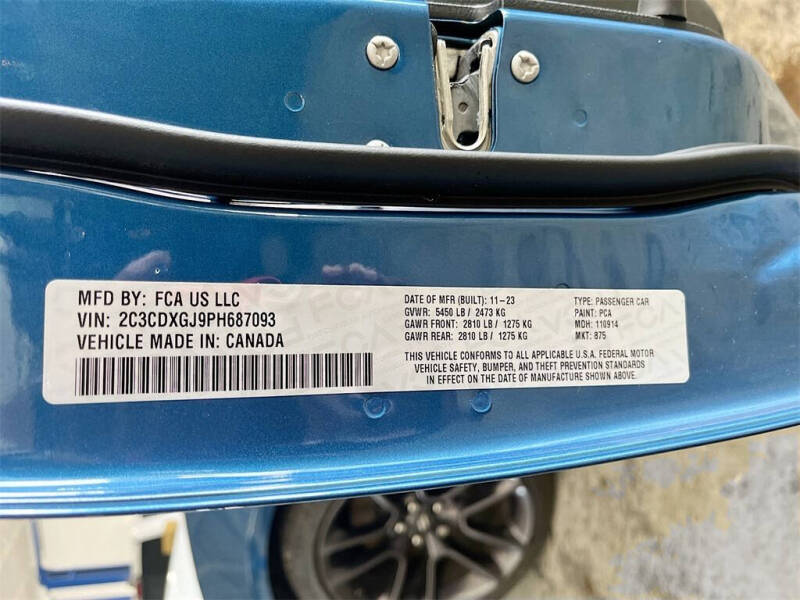 MFD BY: FCA US LLC
VIN: 2C3CDXGJ9PH687093
VEHICLE MADE IN: CANADA
DATE OF MFR (BUILT): 11-23
GVWR: 5450 LB / 2473 KG
GAWR FRONT: 2810 LB / 1275 KG
GAWR REAR: 2810 LB / 1275 KG
TYPE: PASSENGER CAR
PAINT: PCA
MDH: 110914
MKT: 875
THIS VEHICLE CONFORMS TO ALL APPLICABLE U.S.A. FEDERAL MOTOR
VEHICLE SAFETY, BUMPER, AND THEFT PREVENTION STANDARDS
IN EFFECT ON THE DATE OF MANUFACTURE SHOWN ABOVE.